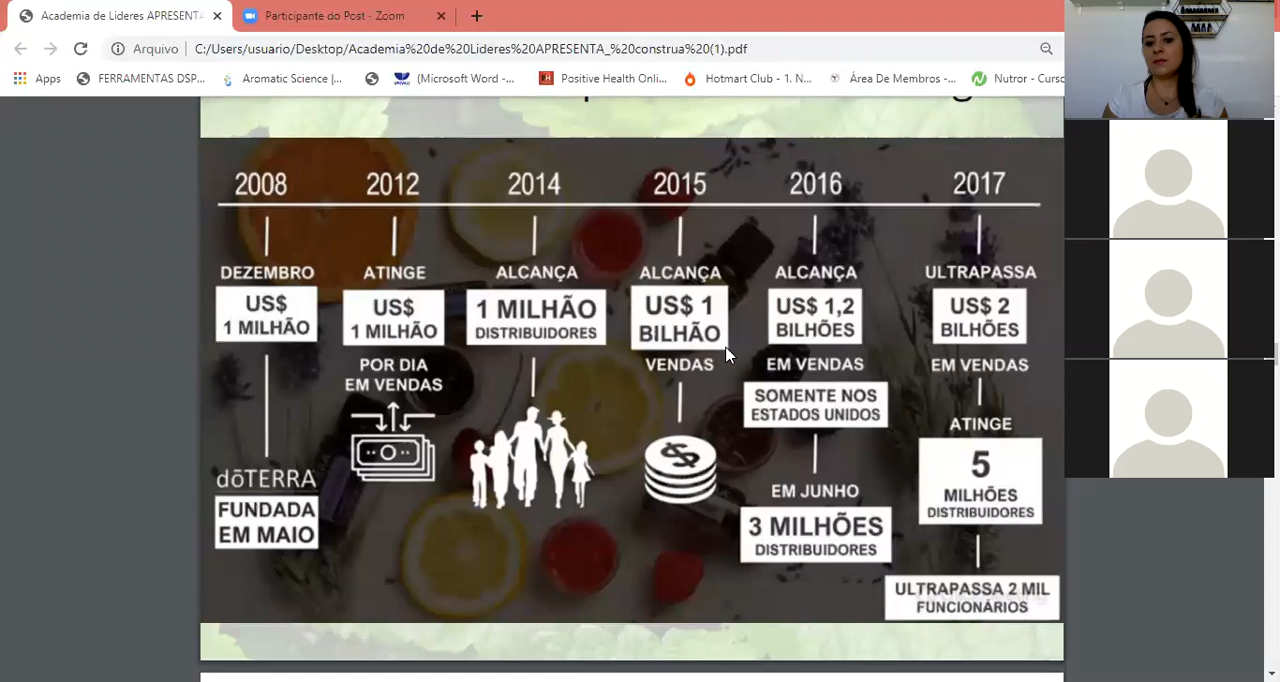 Academia de Lideres APRESENTA
Participante do Post - Zoom
Arquivo
C:/Users/usuario/Desktop/Academia%20de%20Lideres%20APRESENTA_%20construa%20(1).pdf
Apps
FERRAMENTAS DSP...
Aromatic Science |...
(Microsoft Word -...
Positive Health Onli...
Hotmart Club - 1. N...
Área De Membros -...
Nutror - Curso
2008
2012
2014
2015
2016
2017
DEZEMBRO
US$
1 MILHÃO
dōTERRA
FUNDADA
EM MAIO
ATINGE
US$
1 MILHÃO
POR DIA
EM VENDAS
ALCANÇA
1 MILHÃO
DISTRIBUIDORES
ALCANÇA
US$ 1
BILHÃO
VENDAS
$
ALCANÇA
US$ 1,2
BILHÕES
EM VENDAS
SOMENTE NOS
ESTADOS UNIDOS
EM JUNHO
3 MILHÕES
DISTRIBUIDORES
ULTRAPASSA
US$ 2
BILHÕES
EM VENDAS
ATINGE
5
MILHÕES
DISTRIBUIDORES
ULTRAPASSA 2 MIL
FUNCIONÁRIOS